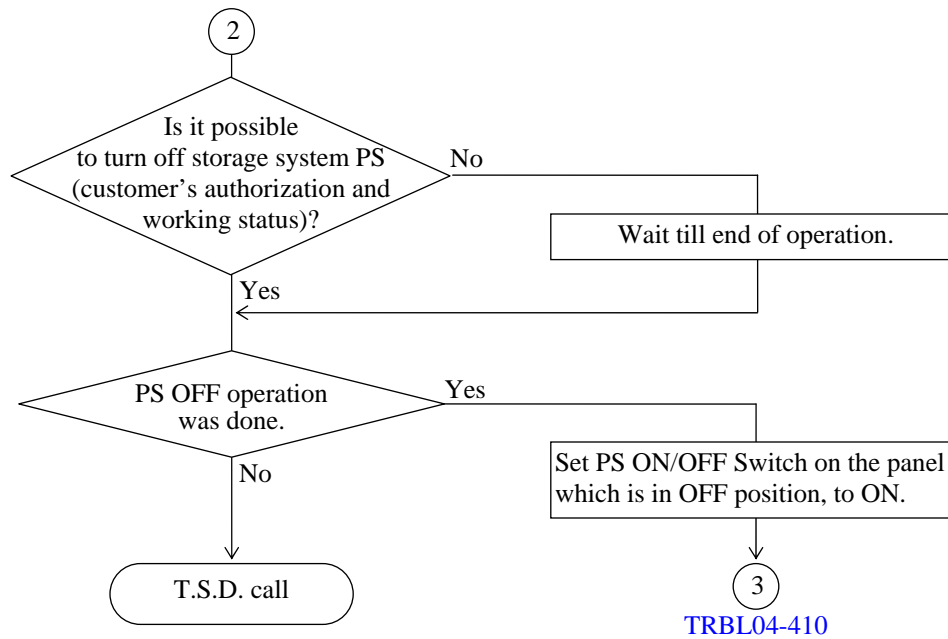 2
Is it possible
to turn off storage system PS
(customer’s authorization and
working status)?
No
Wait till end of operation.
Yes
PS OFF operation
was done.
Yes
No
Set PS ON/OFF Switch on the panel
which is in OFF position, to ON.
T.S.D. call
3
TRBL04-410